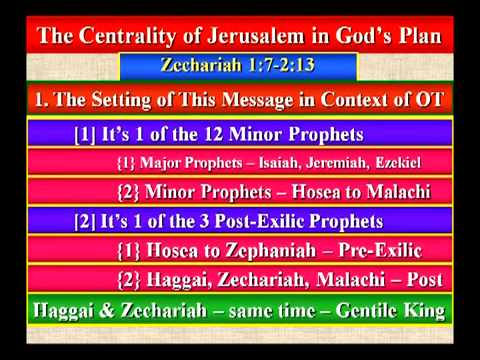 The Centrality of Jerusalem in God's Plan
Zechariah 1:7-2:13
1. The Setting of This Message in Context of OT
[1] It's 1 of the 12 Minor Prophets
{1} Major Prophets – Isaiah, Jeremiah, Ezekiel
{2} Minor Prophets – Hosea to Malachi
[2] It's 1 of the 3 Post-Exilic Prophets
{1} Hosea to Zephaniah – Pre-Exilic
{2} Haggai, Zechariah, Malachi – Post
Haggai & Zechariah – same time – Gentile King